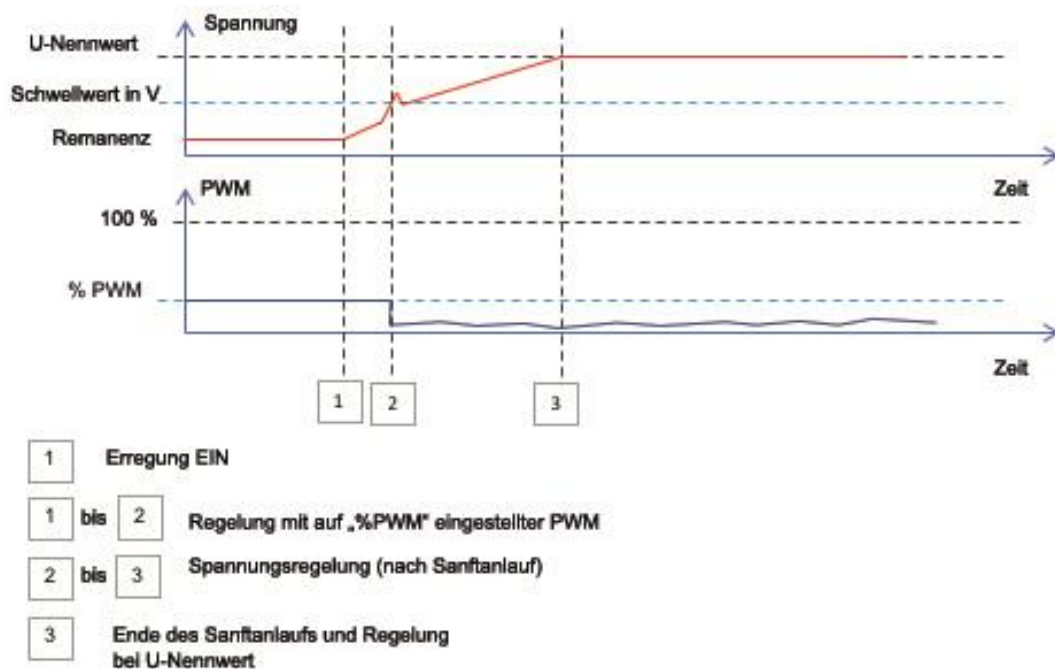 Spannung
U-Nennwert
Schwellwert in V
Remanenz
Zeit
PWM
100 %
% PWM
Zeit
1 2 3
1 Erregung EIN
1 bis 2 Regelung mit auf „%PWM“ eingestellter PWM
2 bis 3 Spannungsregelung (nach Sanftanlauf)
3 Ende des Sanftanlaufs und Regelung
bei U-Nennwert